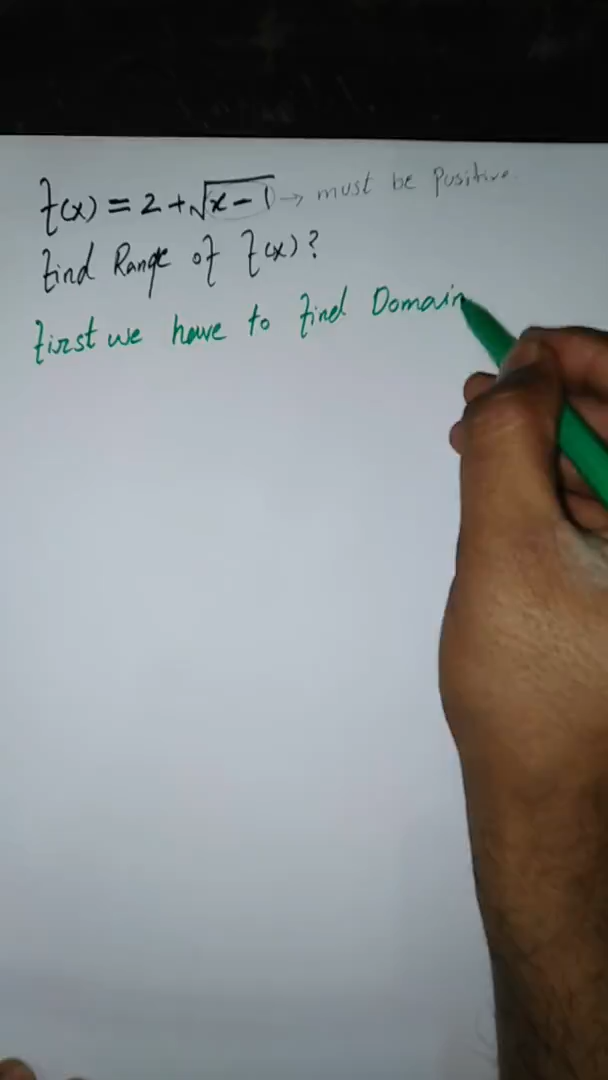 f(x) = 2 + √x - 1 → must be Positive.
find Range of f(x)?
first we have to find Domain